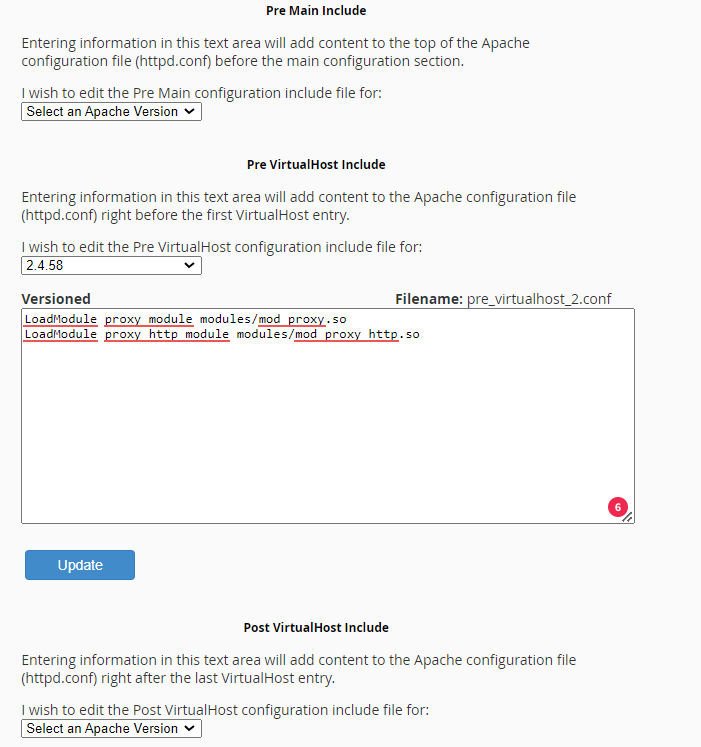 Pre Main Include
Entering information in this text area will add content to the top of the Apache
configuration file (httpd.conf) before the main configuration section.
I wish to edit the Pre Main configuration include file for:
Select an Apache Version
Pre VirtualHost Include
Entering information in this text area will add content to the Apache configuration file
(httpd.conf) right before the first VirtualHost entry.
I wish to edit the Pre VirtualHost configuration include file for:
2.4.58
Versioned Filename: pre_virtualhost_2.conf
LoadModule proxy_module modules/mod_proxy.so
LoadModule proxy_http_module modules/mod_proxy_http.so
6
Update
Post VirtualHost Include
Entering information in this text area will add content to the Apache configuration file
(httpd.conf) right after the last VirtualHost entry.
I wish to edit the Post VirtualHost configuration include file for:
Select an Apache Version